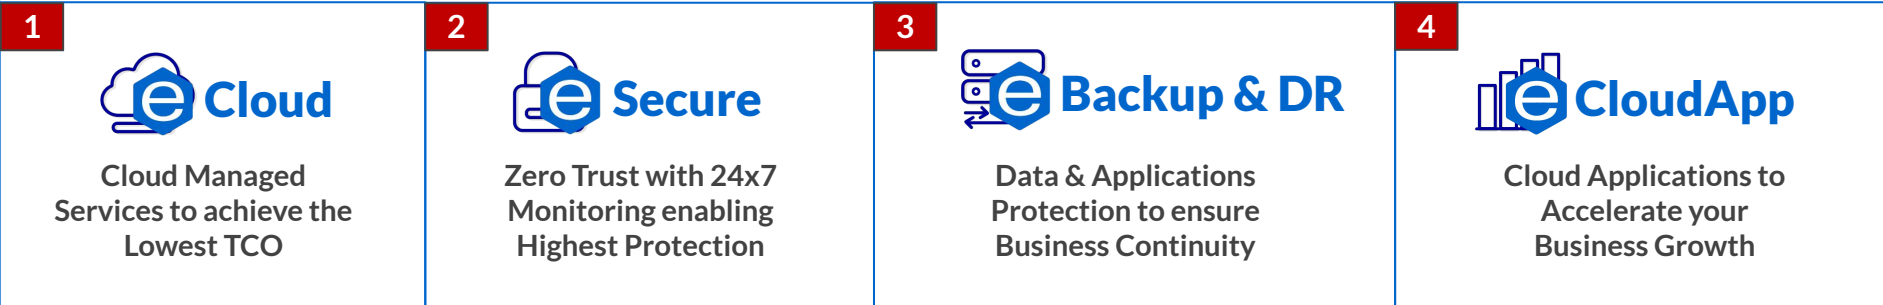 1
e Cloud
Cloud Managed
Services to achieve the
Lowest TCO
2
e Secure
Zero Trust with 24x7
Monitoring enabling
Highest Protection
3
e Backup & DR
Data & Applications
Protection to ensure
Business Continuity
4
e CloudApp
Cloud Applications to
Accelerate your
Business Growth